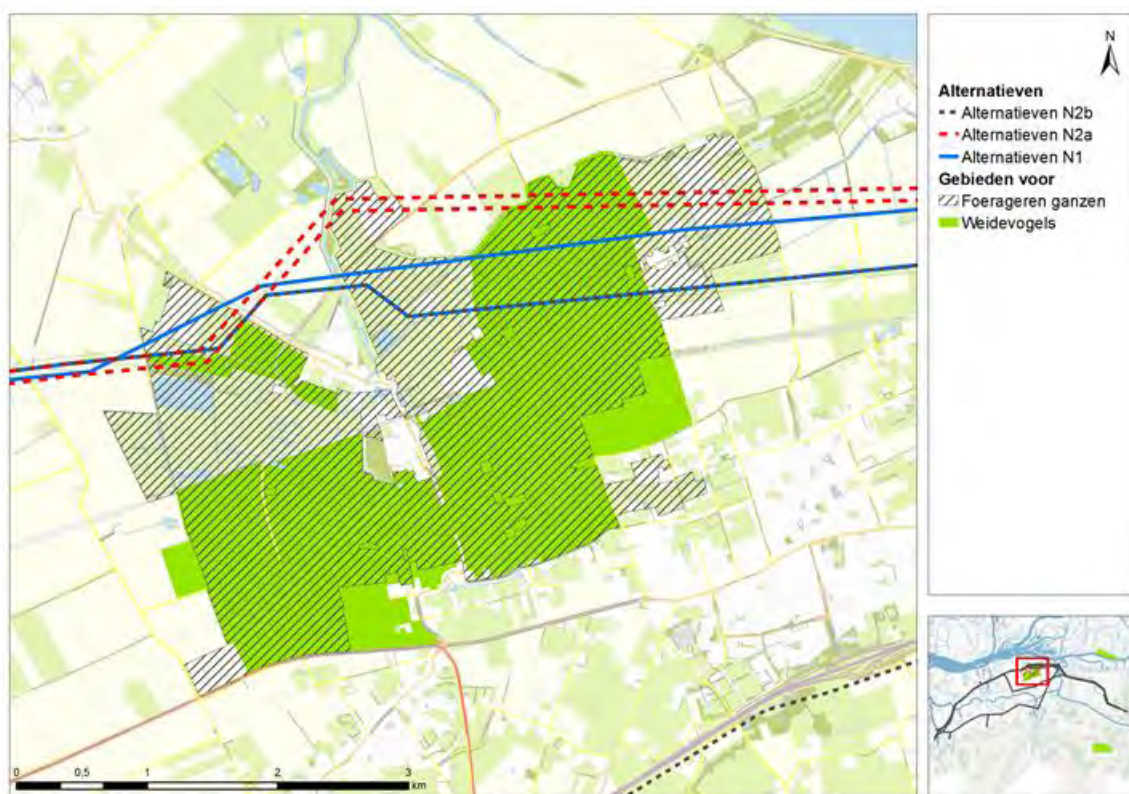 N
Alternatieven
Alternatieven N2b
Alternatieven N2a
Alternatieven N1
Gebieden voor
Foerageren ganzen
Weidevogels
0 0,5 1 2 3
km